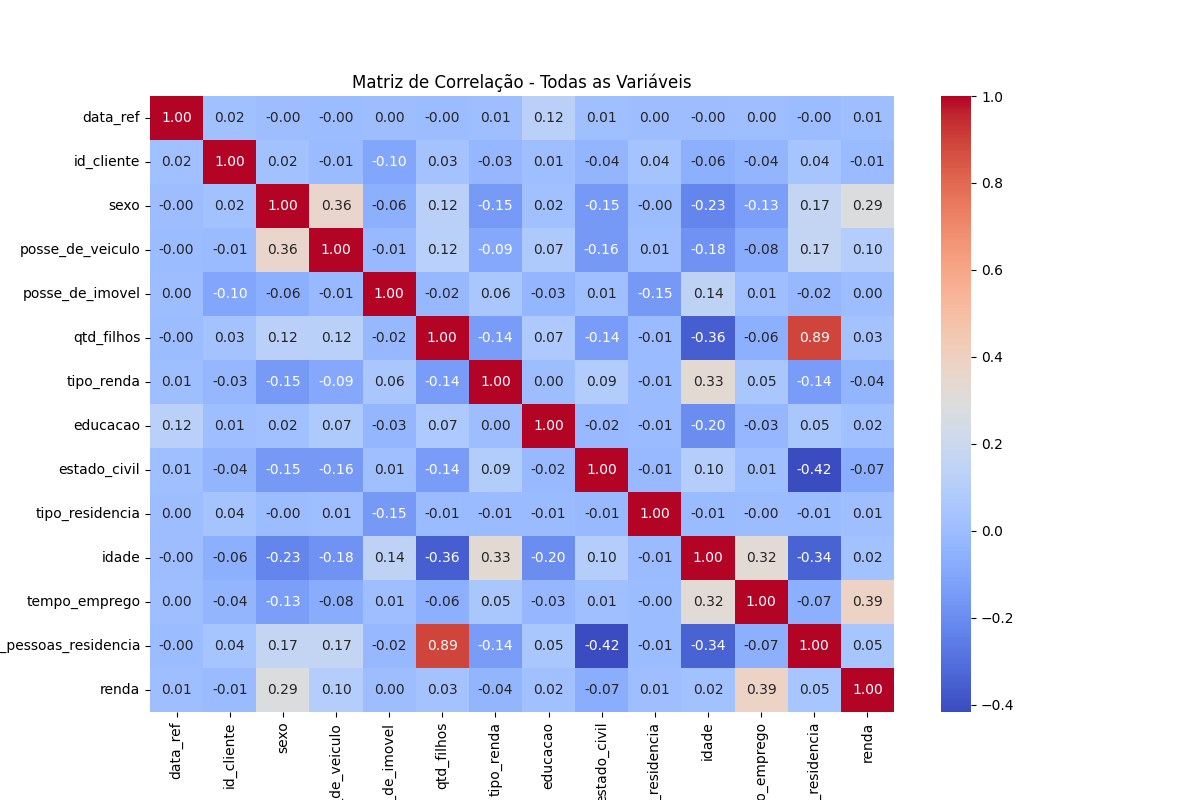 Matriz de Correlação - Todas as Variáveis
data_ref 1.00 0.02 -0.00 -0.00 0.00 -0.00 0.01 0.12 0.01 0.00 -0.00 0.00 -0.00 0.01
id_cliente 0.02 1.00 0.02 -0.01 -0.10 0.03 -0.03 0.01 -0.04 0.04 -0.06 -0.04 0.04 -0.01
sexo -0.00 0.02 1.00 0.36 -0.06 0.12 -0.15 0.02 -0.15 -0.00 -0.23 -0.13 0.17 0.29
posse_de_veiculo -0.00 -0.01 0.36 1.00 -0.01 0.12 -0.09 0.07 -0.16 0.01 -0.18 -0.08 0.17 0.10
posse_de_imovel 0.00 -0.10 -0.06 -0.01 1.00 -0.02 0.06 -0.03 0.01 -0.15 0.14 0.01 -0.02 0.00
qtd_filhos -0.00 0.03 0.12 0.12 -0.02 1.00 -0.14 0.07 -0.14 -0.01 -0.36 -0.06 0.89 0.03
tipo_renda 0.01 -0.03 -0.15 -0.09 0.06 -0.14 1.00 0.00 0.09 -0.01 0.33 0.05 -0.14 -0.04
educacao 0.12 0.01 0.02 0.07 -0.03 0.07 0.00 1.00 -0.02 -0.01 -0.20 -0.03 0.05 0.02
estado_civil 0.01 -0.04 -0.15 -0.16 0.01 -0.14 0.09 -0.02 1.00 -0.01 0.10 0.01 -0.42 -0.07
tipo_residencia 0.00 0.04 -0.00 0.01 -0.15 -0.01 -0.01 -0.01 -0.01 1.00 -0.01 -0.00 -0.01 0.01
idade -0.00 -0.06 -0.23 -0.18 0.14 -0.36 0.33 -0.20 0.10 -0.01 1.00 0.32 -0.34 0.02
tempo_emprego 0.00 -0.04 -0.13 -0.08 0.01 -0.06 0.05 -0.03 0.01 -0.00 0.32 1.00 -0.07 0.39
_pessoas_residencia -0.00 0.04 0.17 0.17 -0.02 0.89 -0.14 0.05 -0.42 -0.01 -0.34 -0.07 1.00 0.05
renda 0.01 -0.01 0.29 0.10 0.00 0.03 -0.04 0.02 -0.07 0.01 0.02 0.39 0.05 1.00
data_ref
id_cliente
sexo
de_veiculo
_de_imovel
qtd_filhos
tipo_renda
educacao
estado_civil
_residencia
idade
o_emprego
_residencia
renda
1.0
0.8
0.6
0.4
0.2
0.0
−0.2
−0.4